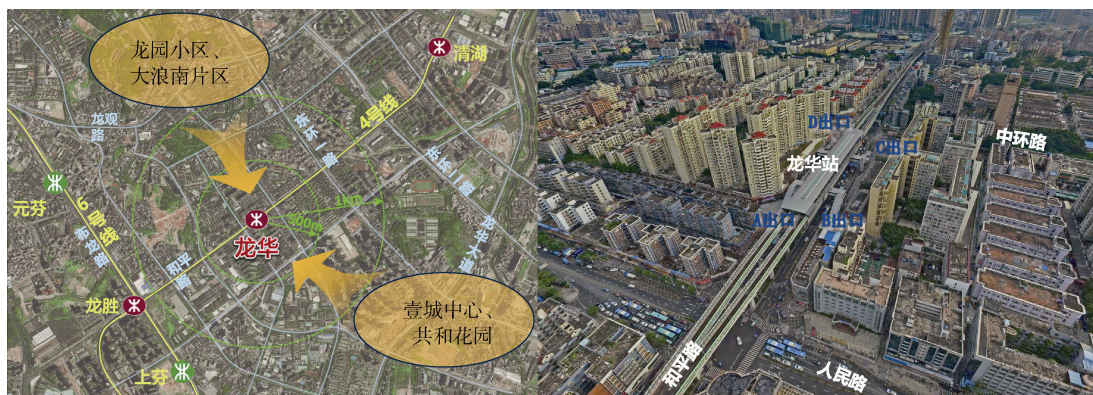 龙园小区、
大浪南片区
清湖
4号线
龙观
路
东环一路
东环二路
龙华大道
元芬
6号线
布龙路
和平
路
1km
500m
龙华
龙胜
上芬
壹城中心、
共和花园
D出口
C出口
中环路
龙华站
A出口
B出口
人民路